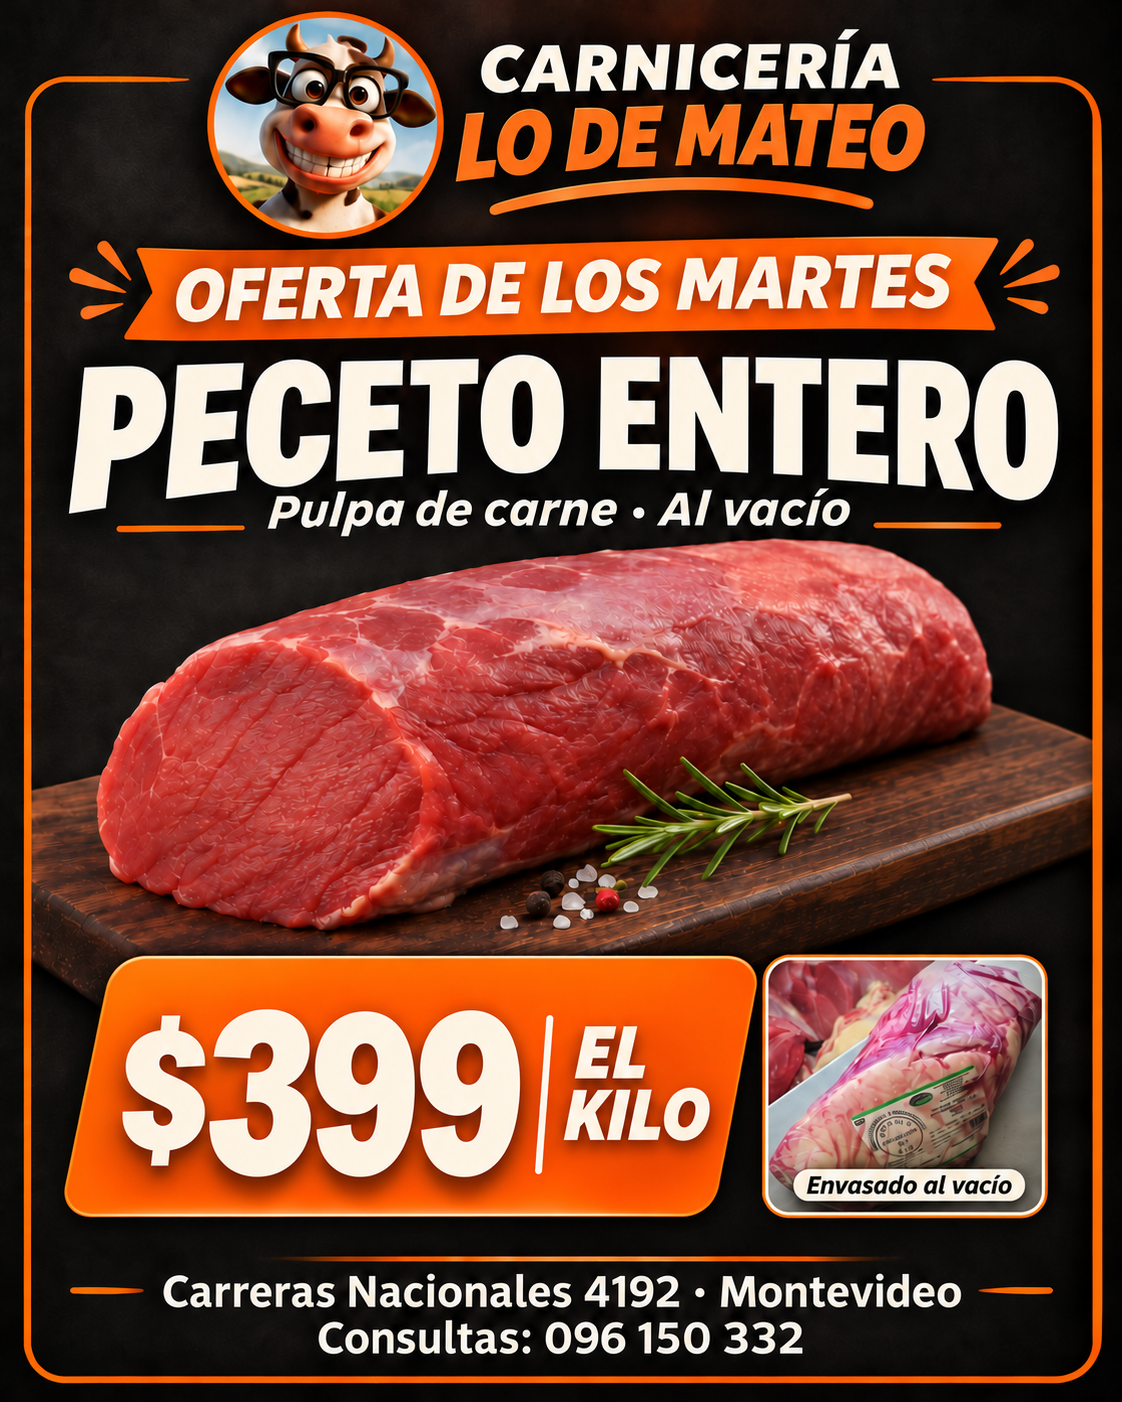 CARNICERÍA
LO DE MATEO
OFERTA DE LOS MARTES
PECETO ENTERO
Pulpa de carne • Al vacío
$399
EL
KILO
Envasado al vacío
Carreras Nacionales 4192 • Montevideo
Consultas: 096 150 332